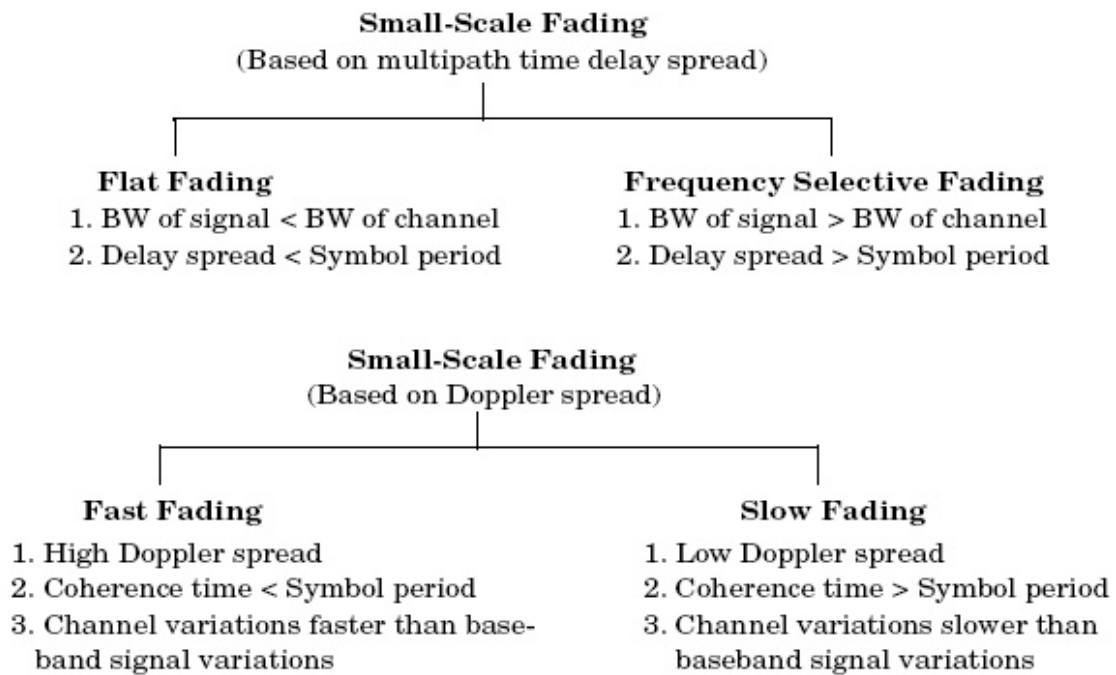 Small-Scale Fading
(Based on multipath time delay spread)
Flat Fading
1. BW of signal < BW of channel
2. Delay spread < Symbol period
Frequency Selective Fading
1. BW of signal > BW of channel
2. Delay spread > Symbol period
Small-Scale Fading
(Based on Doppler spread)
Fast Fading
1. High Doppler spread
2. Coherence time < Symbol period
3. Channel variations faster than base-
band signal variations
Slow Fading
1. Low Doppler spread
2. Coherence time > Symbol period
3. Channel variations slower than
baseband signal variations